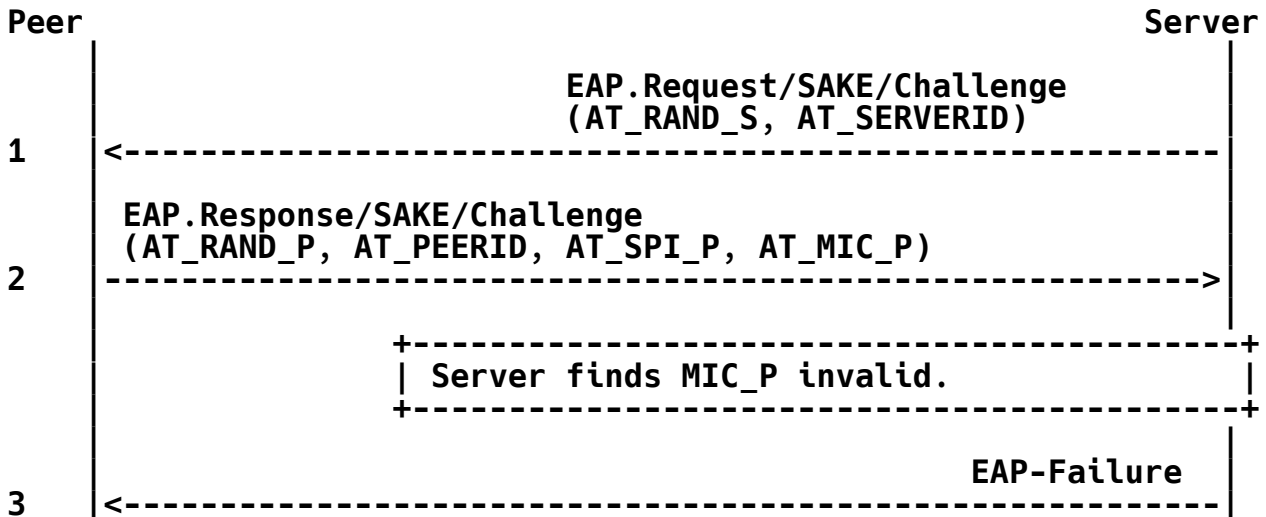 Peer Server
EAP.Request/SAKE/Challenge
(AT_RAND_S, AT_SERVERID)
1
EAP.Response/SAKE/Challenge
(AT_RAND_P, AT_PEERID, AT_SPI_P, AT_MIC_P)
2
Server finds MIC_P invalid.
EAP-Failure
3